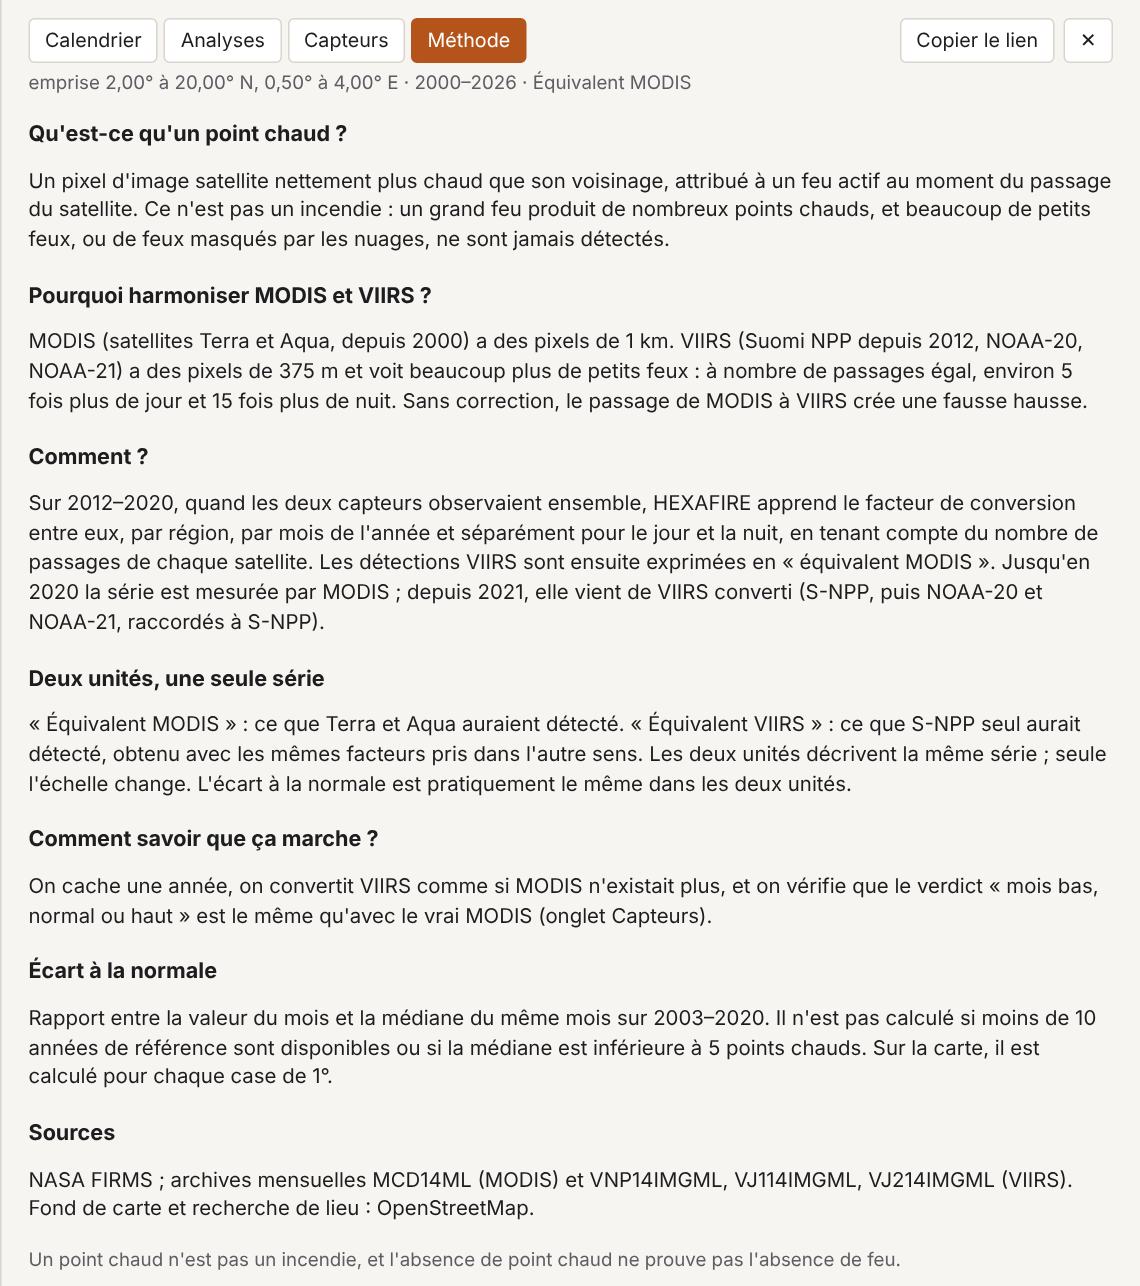 Calendrier Analyses Capteurs Méthode Copier le lien ✕
emprise 2,00° à 20,00° N, 0,50° à 4,00° E · 2000–2026 · Équivalent MODIS
Qu'est-ce qu'un point chaud ?
Un pixel d'image satellite nettement plus chaud que son voisinage, attribué à un feu actif au moment du passage
du satellite. Ce n'est pas un incendie : un grand feu produit de nombreux points chauds, et beaucoup de petits
feux, ou de feux masqués par les nuages, ne sont jamais détectés.
Pourquoi harmoniser MODIS et VIIRS ?
MODIS (satellites Terra et Aqua, depuis 2000) a des pixels de 1 km. VIIRS (Suomi NPP depuis 2012, NOAA-20,
NOAA-21) a des pixels de 375 m et voit beaucoup plus de petits feux : à nombre de passages égal, environ 5
fois plus de jour et 15 fois plus de nuit. Sans correction, le passage de MODIS à VIIRS crée une fausse hausse.
Comment ?
Sur 2012–2020, quand les deux capteurs observaient ensemble, HEXAFIRE apprend le facteur de conversion
entre eux, par région, par mois de l'année et séparément pour le jour et la nuit, en tenant compte du nombre de
passages de chaque satellite. Les détections VIIRS sont ensuite exprimées en « équivalent MODIS ». Jusqu'en
2020 la série est mesurée par MODIS ; depuis 2021, elle vient de VIIRS converti (S-NPP, puis NOAA-20 et
NOAA-21, raccordés à S-NPP).
Deux unités, une seule série
« Équivalent MODIS » : ce que Terra et Aqua auraient détecté. « Équivalent VIIRS » : ce que S-NPP seul aurait
détecté, obtenu avec les mêmes facteurs pris dans l'autre sens. Les deux unités décrivent la même série ; seule
l'échelle change. L'écart à la normale est pratiquement le même dans les deux unités.
Comment savoir que ça marche ?
On cache une année, on convertit VIIRS comme si MODIS n'existait plus, et on vérifie que le verdict « mois bas,
normal ou haut » est le même qu'avec le vrai MODIS (onglet Capteurs).
Écart à la normale
Rapport entre la valeur du mois et la médiane du même mois sur 2003–2020. Il n'est pas calculé si moins de 10
années de référence sont disponibles ou si la médiane est inférieure à 5 points chauds. Sur la carte, il est
calculé pour chaque case de 1°.
Sources
NASA FIRMS ; archives mensuelles MCD14ML (MODIS) et VNP14IMGML, VJ114IMGML, VJ214IMGML (VIIRS).
Fond de carte et recherche de lieu : OpenStreetMap.
Un point chaud n'est pas un incendie, et l'absence de point chaud ne prouve pas l'absence de feu.